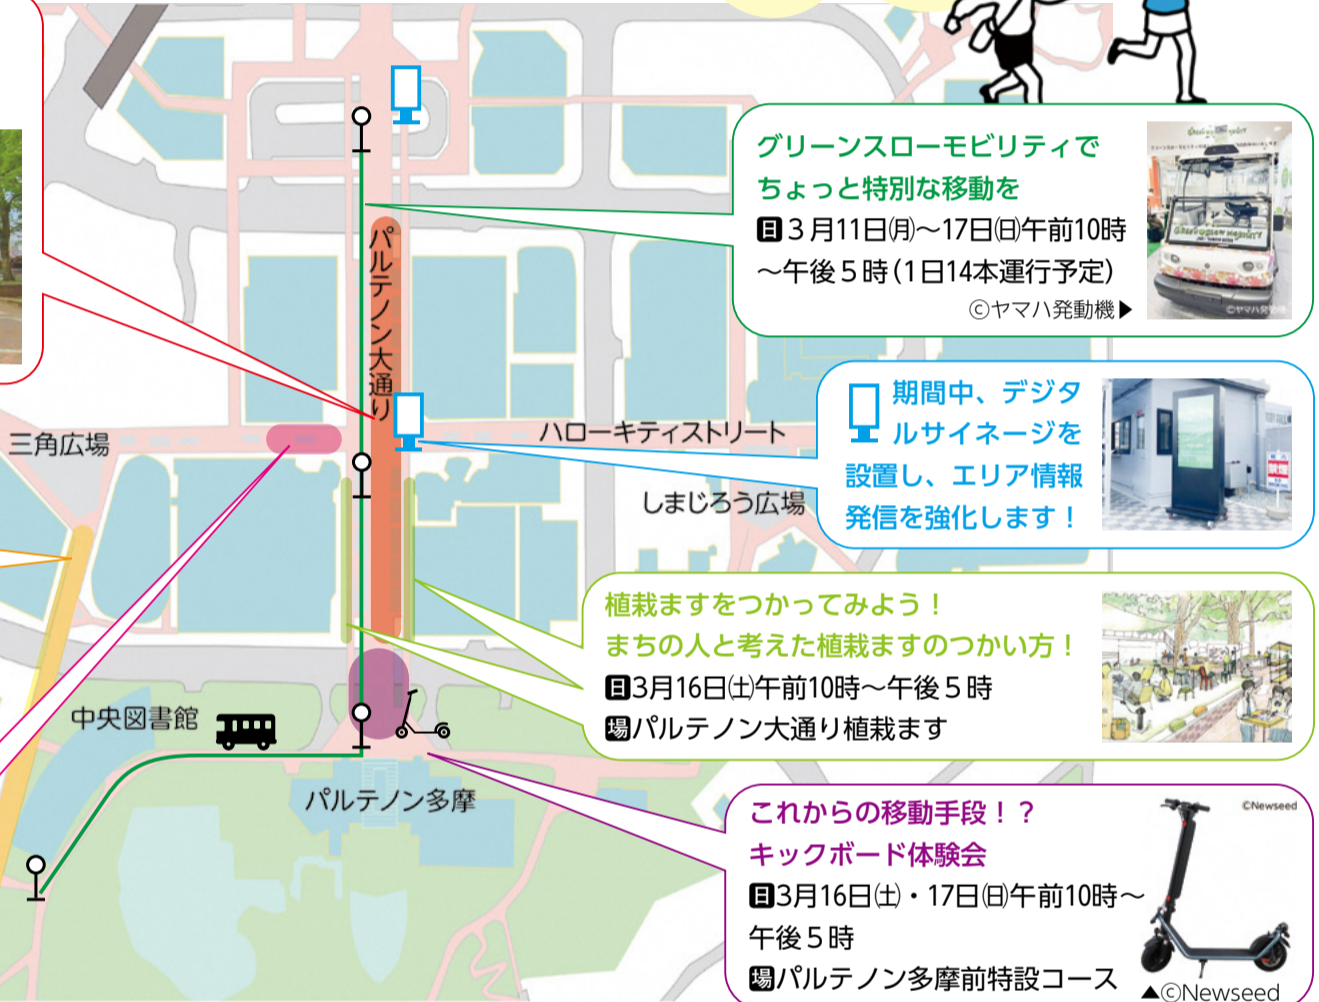 グリーンスローモビリティで
ちょっと特別な移動を
日3月11日㈪～17日㈰午前10時
～午後5時(1日14本運行予定)
Ⓒヤマハ発動機▶
Ⓒヤマハ発動機
パルテノン大通り
期間中、デジタ
ルサイネージを
設置し、エリア情報
発信を強化します！
三角広場
ハローキティストリート
しまじろう広場
植栽ますをつかってみよう！
まちの人と考えた植栽ますのつかい方！
日3月16日㈯午前10時～午後5時
場パルテノン大通り植栽ます
中央図書館
パルテノン多摩
これからの移動手段！？
キックボード体験会
日3月16日㈯・17日㈰午前10時～
午後5時
場パルテノン多摩前特設コース
©Newseed
▲ⒸNewseed